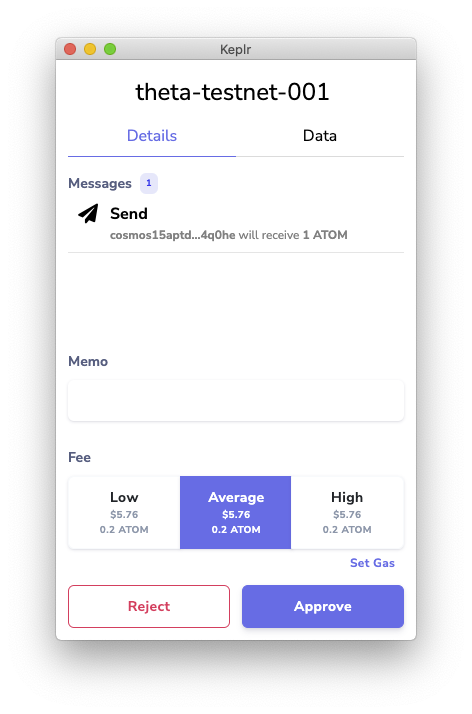 Keplr
theta-testnet-001
Details Data
Messages 1
Send
cosmos15aptd...4q0he will receive 1 ATOM
Memo
Fee
Low Average High
$5.76 $5.76 $5.76
0.2 ATOM 0.2 ATOM 0.2 ATOM
Set Gas
Reject Approve